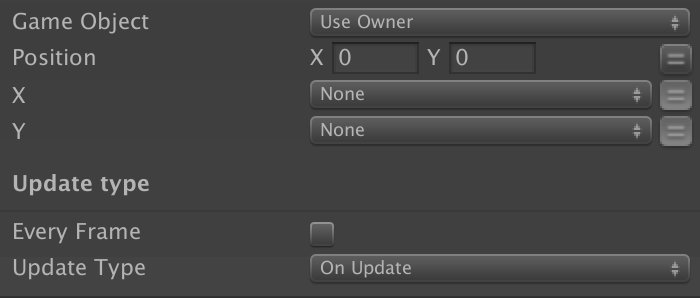 Game Object Use Owner
Position X 0 Y 0 =
X None =
Y None =
Update type
Every Frame
Update Type On Update